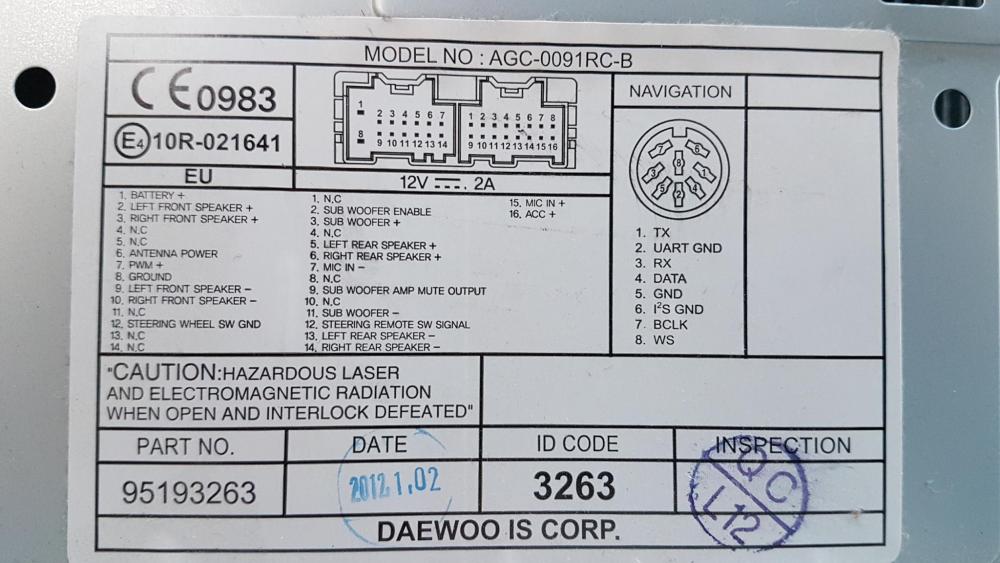 MODEL NO : AGC-0091RC-B
CE0983
E4 10R-021641
EU
1 2 3 4 5 6 7 1 2 3 4 5 6 7 8
8 9 10 11 12 13 14 9 10 11 12 13 14 15 16
12V 2A
NAVIGATION
7 6
8
3 1
5 2 4
1. BATTERY +
2. LEFT FRONT SPEAKER +
3. RIGHT FRONT SPEAKER +
4. N.C
5. N.C
6. ANTENNA POWER
7. PWM +
8. GROUND
9. LEFT FRONT SPEAKER -
10. RIGHT FRONT SPEAKER -
11. N.C
12. STEERING WHEEL SW GND
13. N.C
14. N.C
1. N.C
2. SUB WOOFER ENABLE
3. SUB WOOFER +
4. N.C
5. LEFT REAR SPEAKER +
6. RIGHT REAR SPEAKER +
7. MIC IN -
8. N.C
9. SUB WOOFER AMP MUTE OUTPUT
10. N.C
11. SUB WOOFER -
12. STEERING REMOTE SW SIGNAL
13. LEFT REAR SPEAKER -
14. RIGHT REAR SPEAKER -
15. MIC IN +
16. ACC +
1. TX
2. UART GND
3. RX
4. DATA
5. GND
6. I²S GND
7. BCLK
8. WS
"CAUTION:HAZARDOUS LASER
AND ELECTROMAGNETIC RADIATION
WHEN OPEN AND INTERLOCK DEFEATED"
PART NO. DATE ID CODE INSPECTION
95193263 2012.1.02 3263 QC L12
DAEWOO IS CORP.